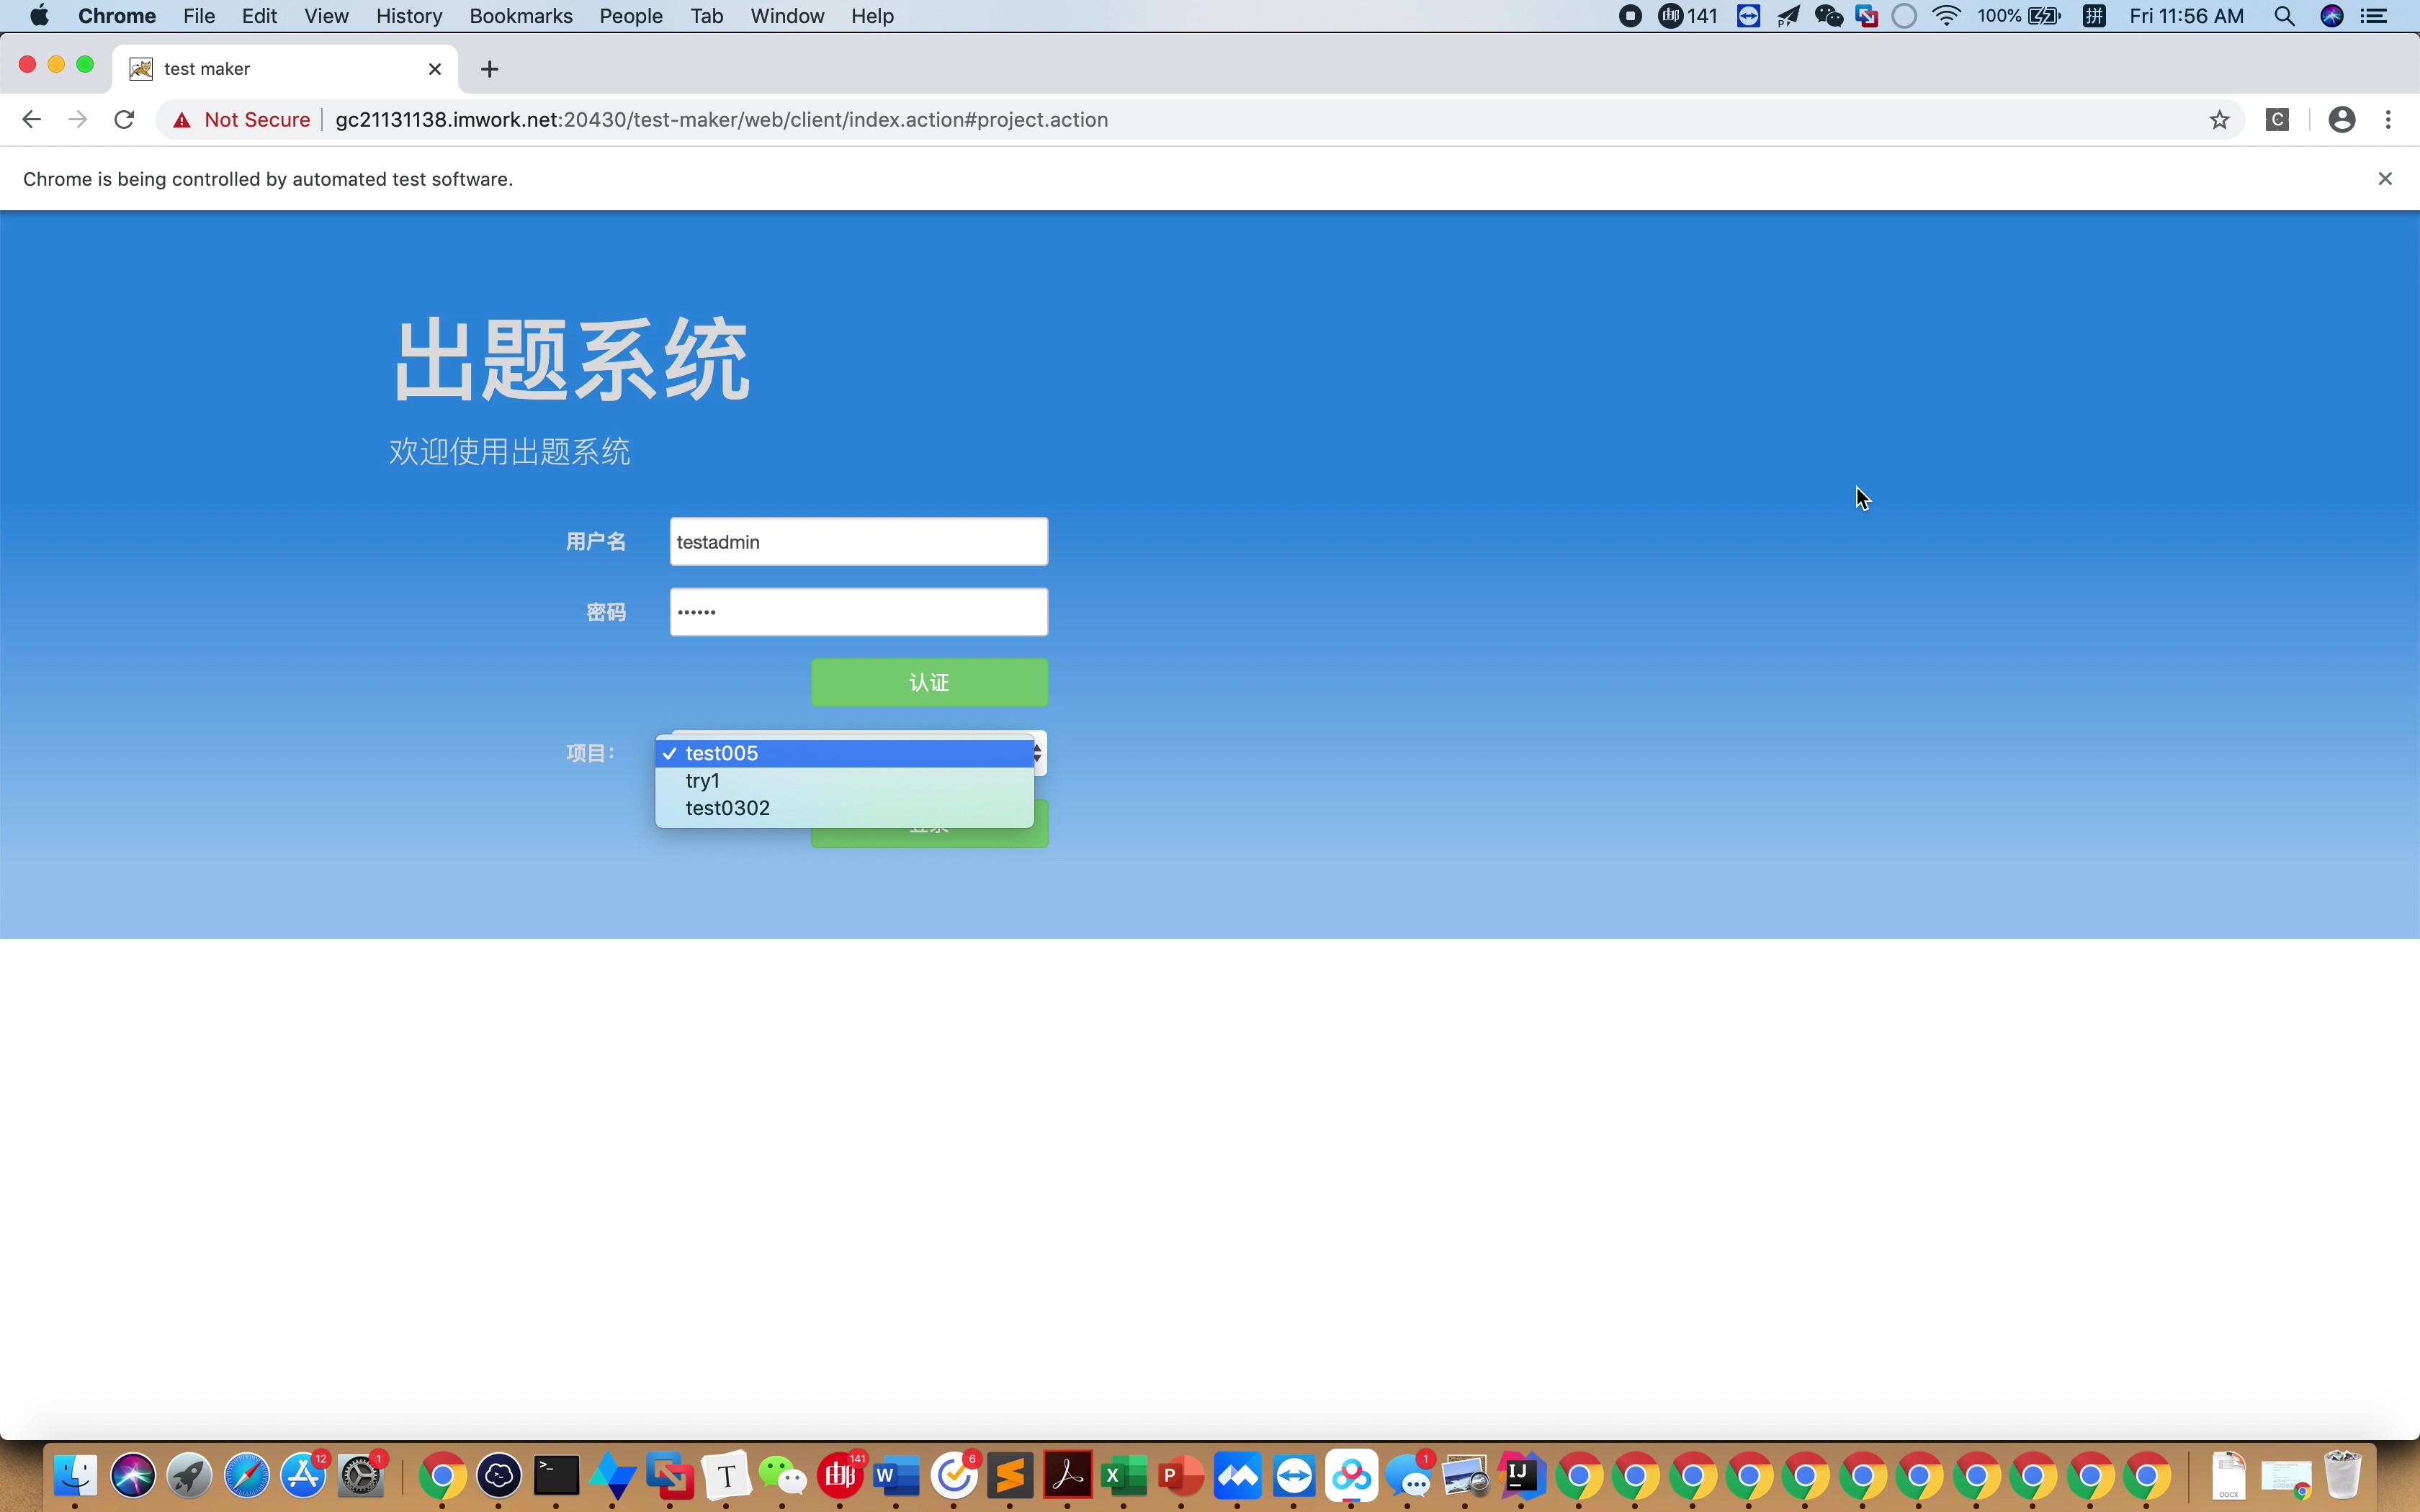 Chrome File Edit View History Bookmarks People Tab Window Help 141 100% 拼 Fri 11:56 AM
test maker
Not Secure gc21131138.imwork.net:20430/test-maker/web/client/index.action#project.action
Chrome is being controlled by automated test software.
出题系统
欢迎使用出题系统
用户名 testadmin
密码 ••••••
认证
项目: ✓ test005
try1
test0302
12 1 141 6 1
DOCX